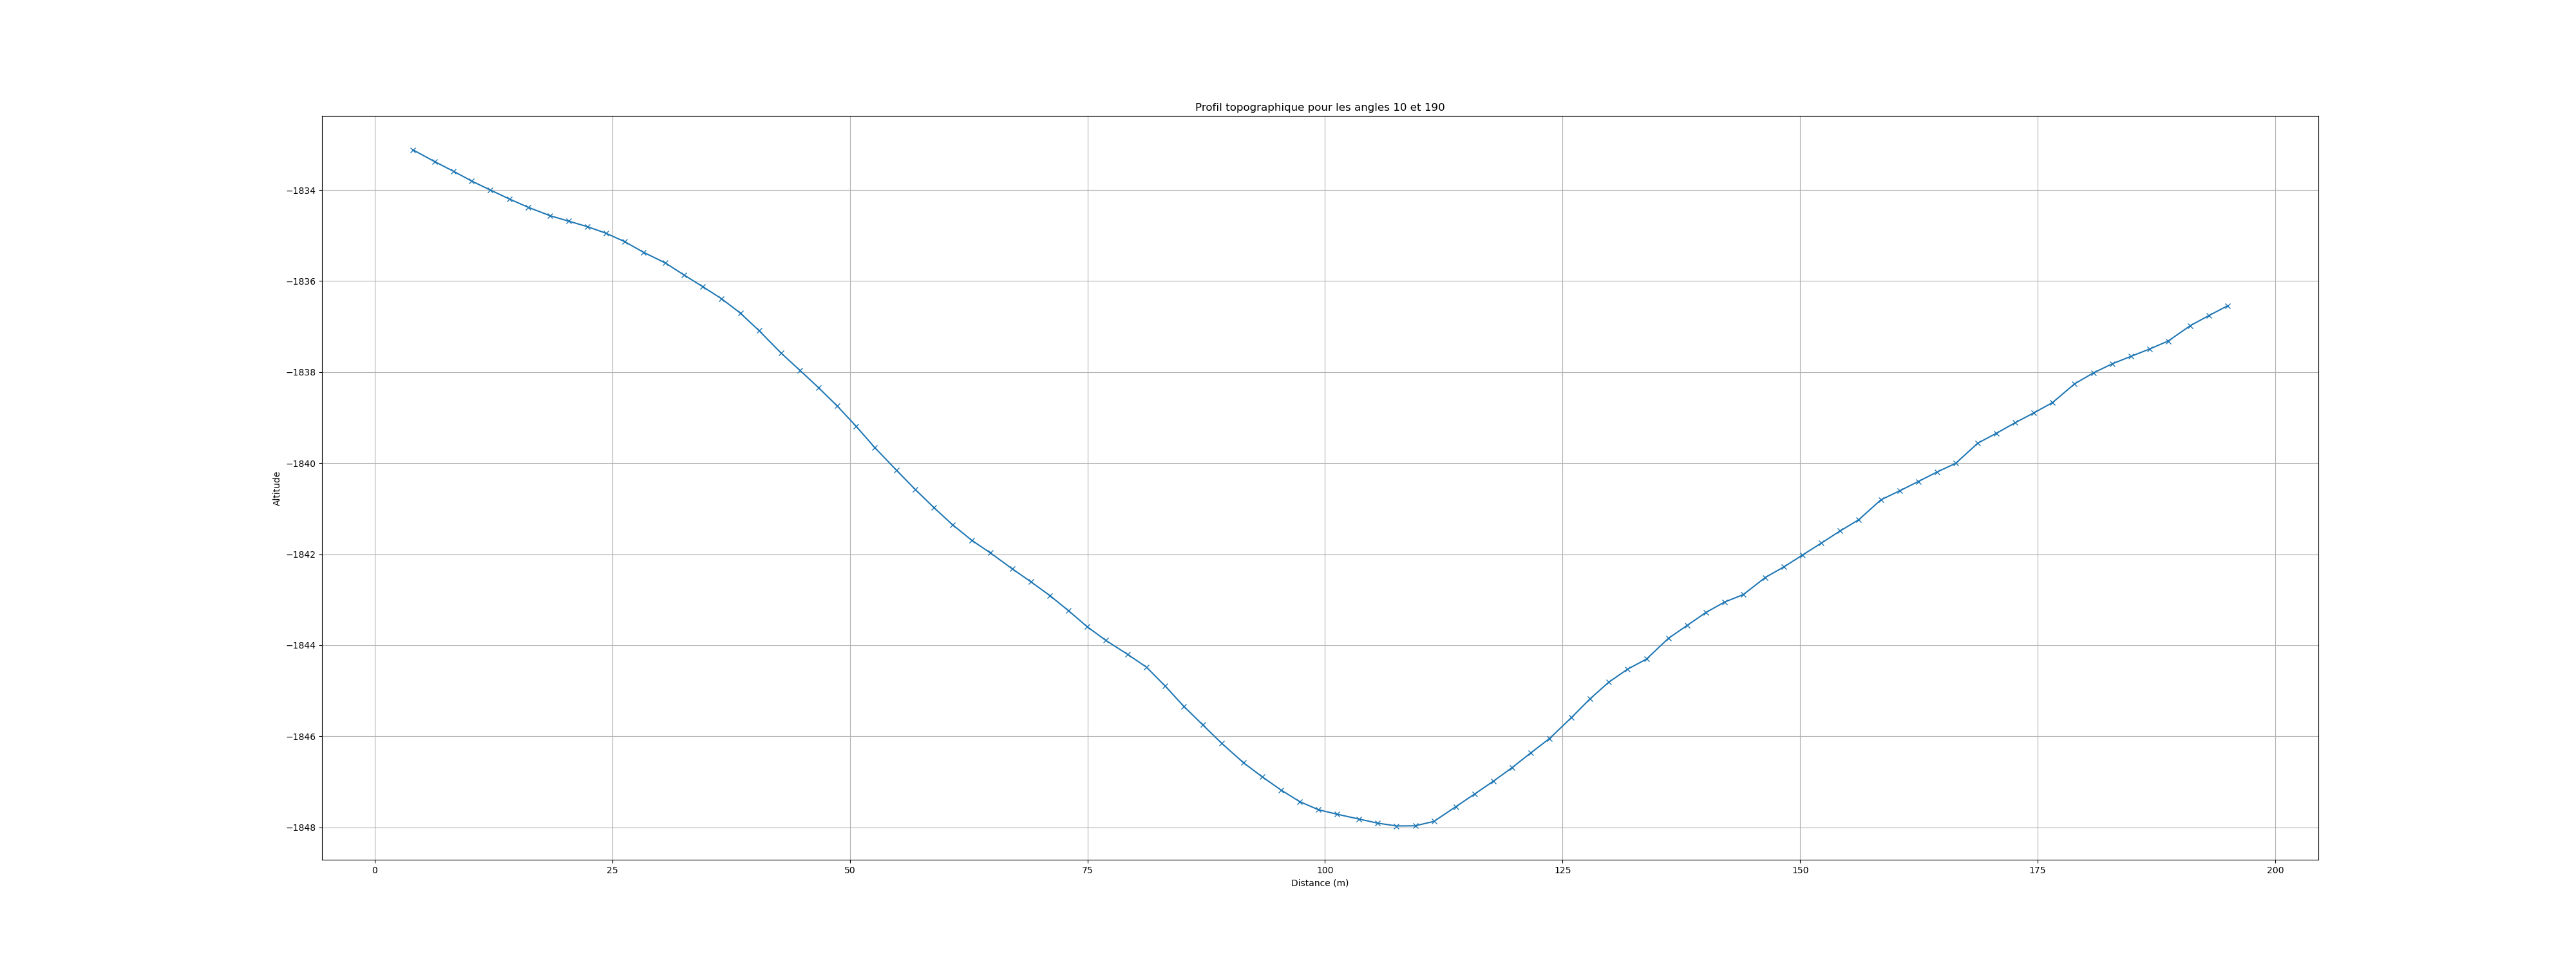 Profil topographique pour les angles 10 et 190
−1834
−1836
−1838
−1840
−1842
−1844
−1846
−1848
Altitude
0 25 50 75 100 125 150 175 200
Distance (m)